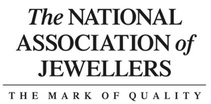 The NATIONAL
ASSOCIATION of
JEWELLERS
THE MARK OF QUALITY